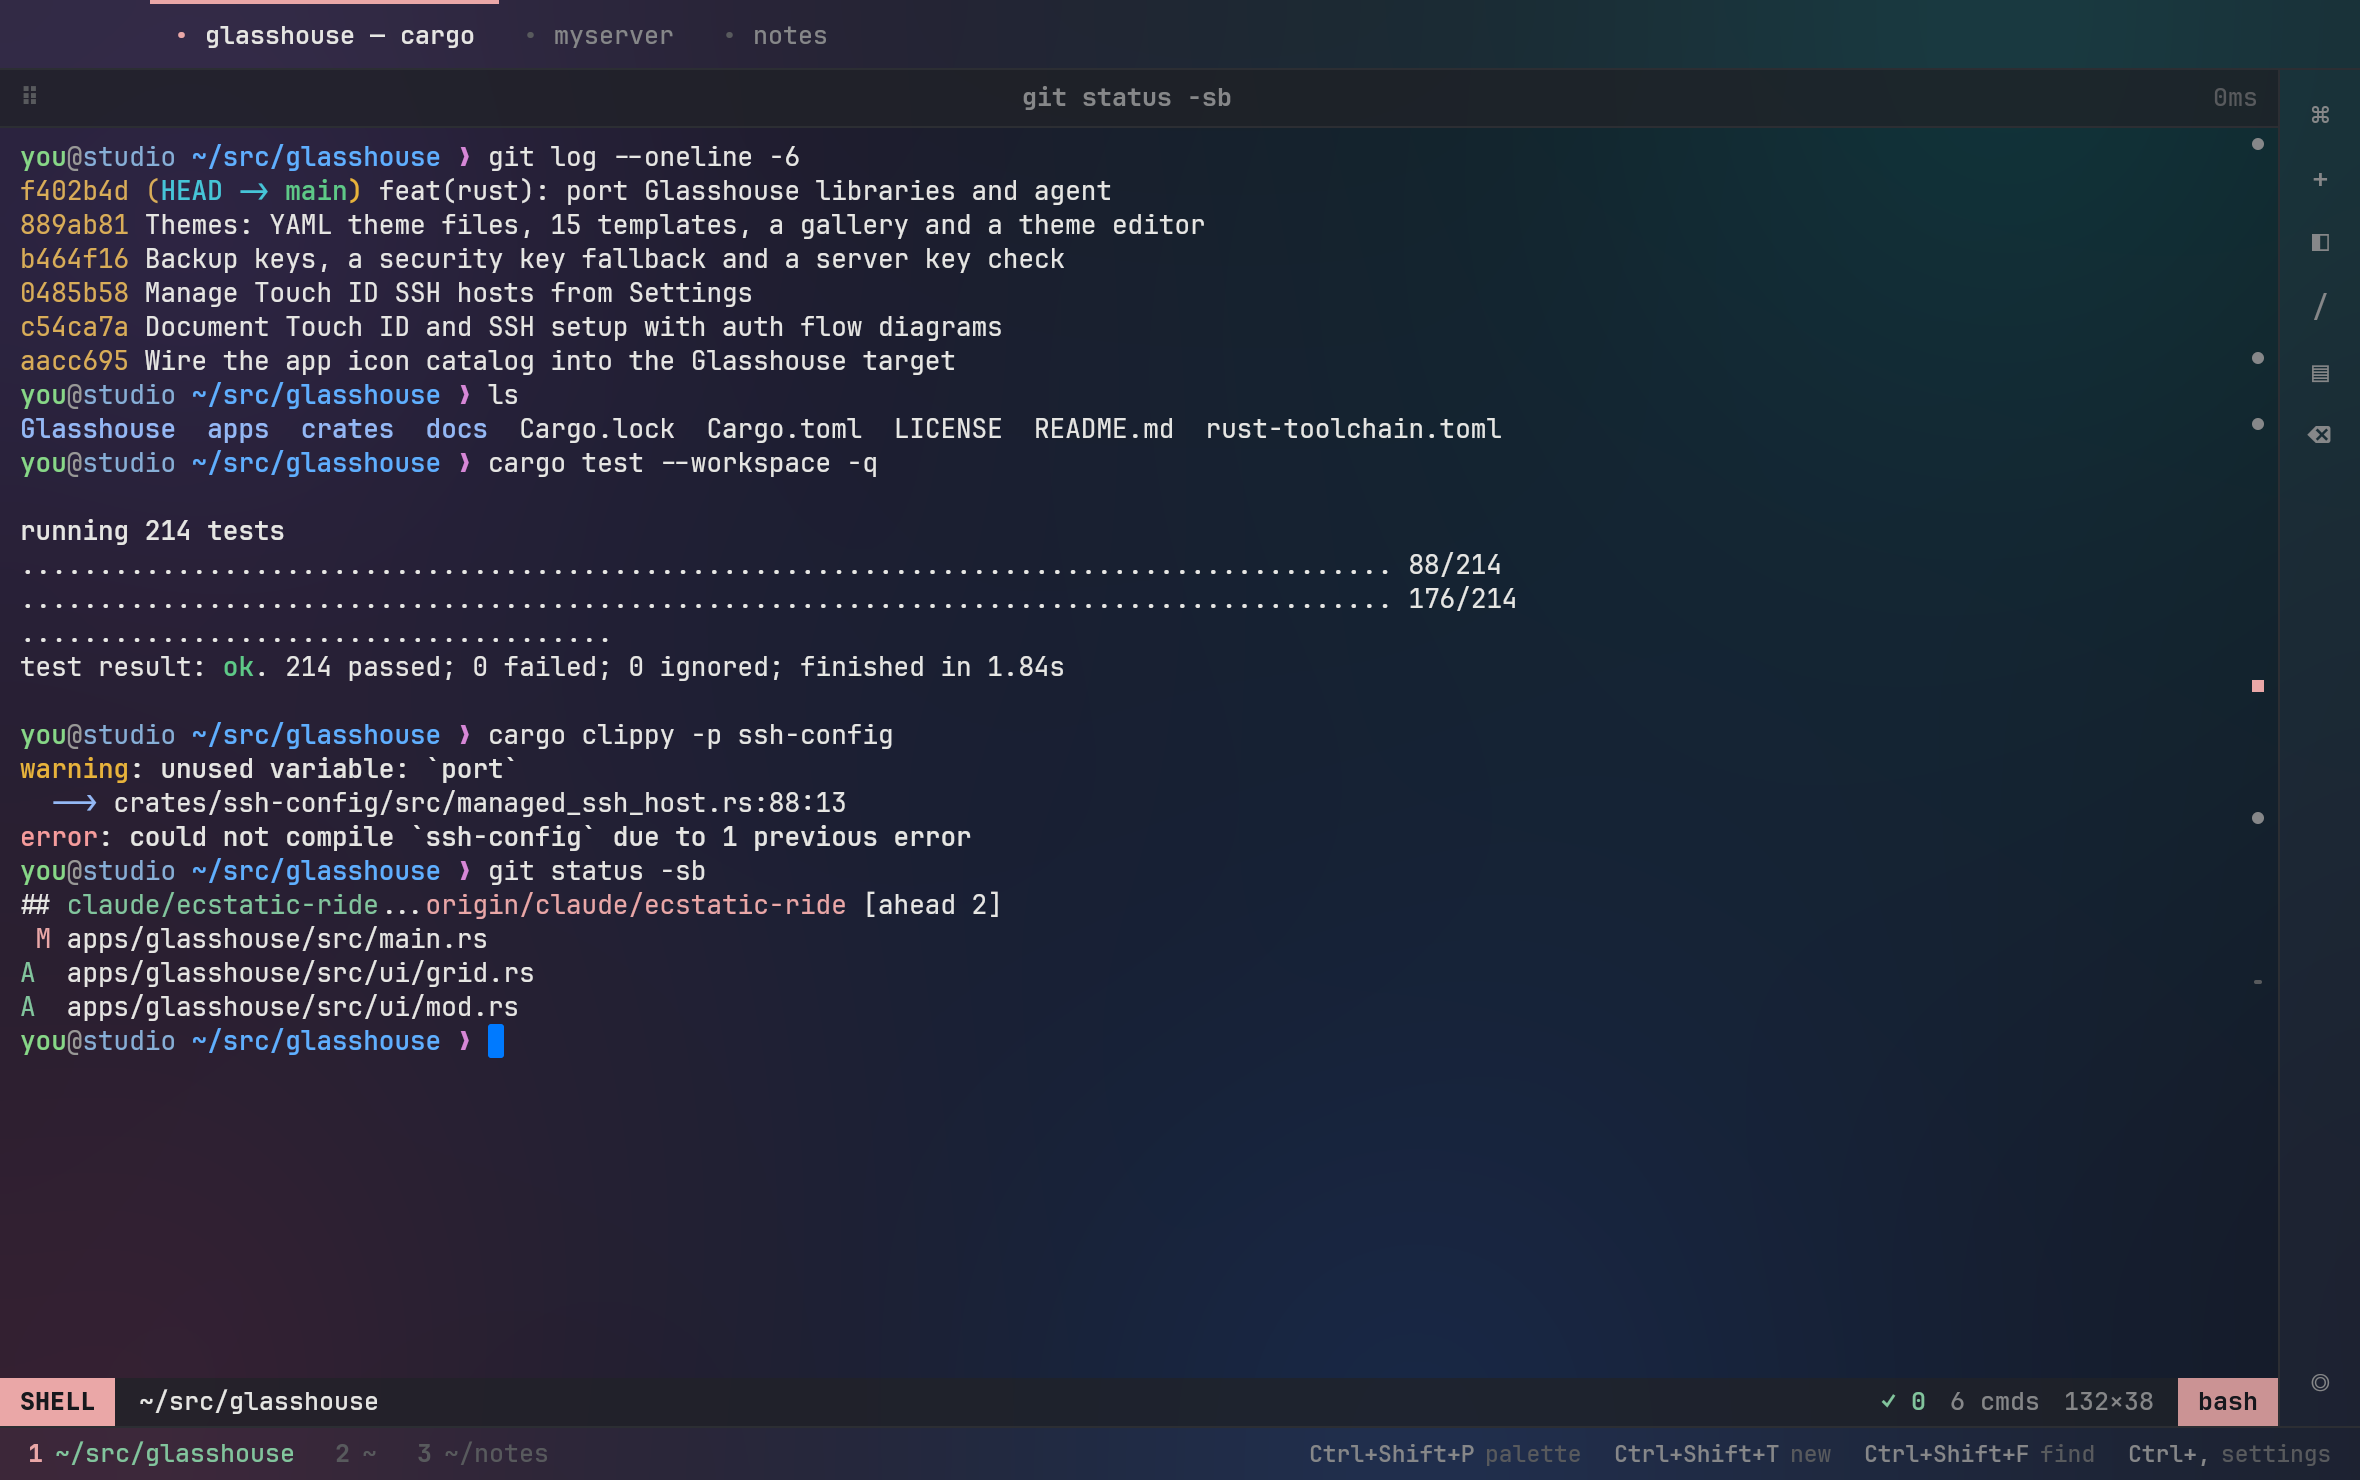 • glasshouse — cargo • myserver • notes
git status -sb 0ms
you@studio ~/src/glasshouse ❯ git log --oneline -6
f402b4d (HEAD -> main) feat(rust): port Glasshouse libraries and agent
889ab81 Themes: YAML theme files, 15 templates, a gallery and a theme editor
b464f16 Backup keys, a security key fallback and a server key check
0485b58 Manage Touch ID SSH hosts from Settings
c54ca7a Document Touch ID and SSH setup with auth flow diagrams
aacc695 Wire the app icon catalog into the Glasshouse target
you@studio ~/src/glasshouse ❯ ls
Glasshouse  apps  crates  docs  Cargo.lock  Cargo.toml  LICENSE  README.md  rust-toolchain.toml
you@studio ~/src/glasshouse ❯ cargo test --workspace -q
running 214 tests
........................................................................................ 88/214
........................................................................................ 176/214
......................................
test result: ok. 214 passed; 0 failed; 0 ignored; finished in 1.84s
you@studio ~/src/glasshouse ❯ cargo clippy -p ssh-config
warning: unused variable: `port`
  --> crates/ssh-config/src/managed_ssh_host.rs:88:13
error: could not compile `ssh-config` due to 1 previous error
you@studio ~/src/glasshouse ❯ git status -sb
## claude/ecstatic-ride...origin/claude/ecstatic-ride [ahead 2]
 M apps/glasshouse/src/main.rs
A  apps/glasshouse/src/ui/grid.rs
A  apps/glasshouse/src/ui/mod.rs
you@studio ~/src/glasshouse ❯
SHELL ~/src/glasshouse ✓ 0 6 cmds 132×38 bash
1 ~/src/glasshouse 2 ~ 3 ~/notes Ctrl+Shift+P palette Ctrl+Shift+T new Ctrl+Shift+F find Ctrl+, settings